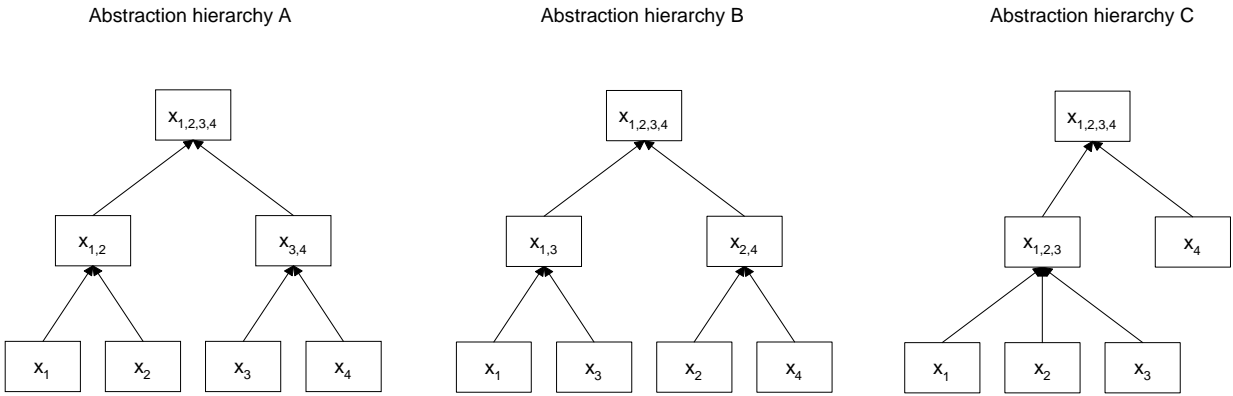 Abstraction hierarchy A Abstraction hierarchy B Abstraction hierarchy C
x1,2,3,4 x1,2,3,4 x1,2,3,4
x1,2 x3,4 x1,3 x2,4 x1,2,3 x4
x1 x2 x3 x4 x1 x3 x2 x4 x1 x2 x3